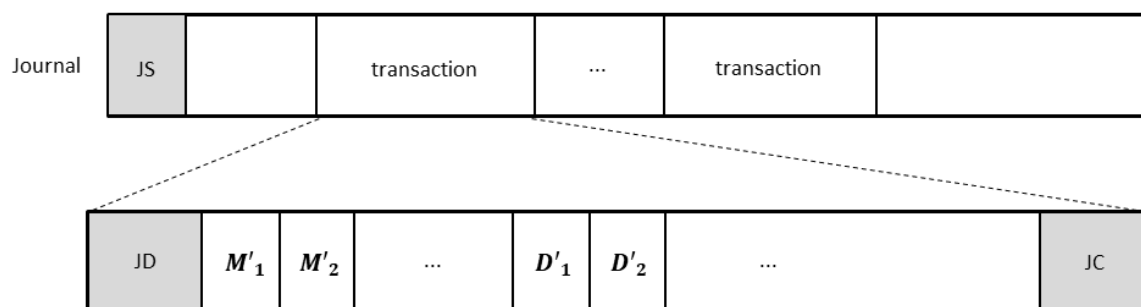 Journal JS transaction ... transaction
JD M'₁ M'₂ ... D'₁ D'₂ ... JC